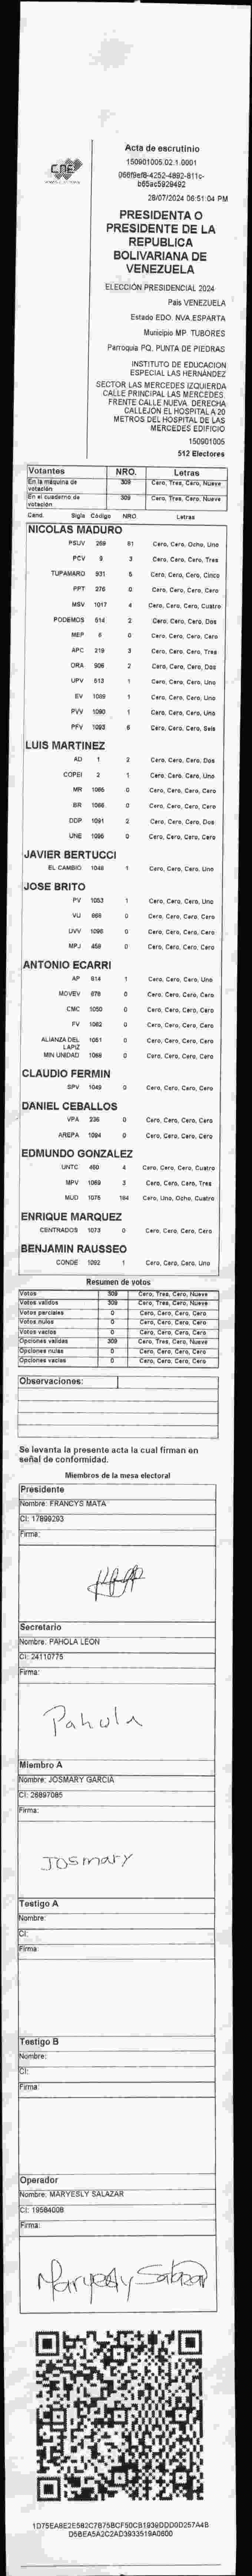 CNE
Acta de escrutinio
150901005.02.1.0001
28/07/2024 06:51:04 PM
PRESIDENTA O
PRESIDENTE DE LA
REPUBLICA
BOLIVARIANA DE
VENEZUELA
ELECCIÓN PRESIDENCIAL 2024
País VENEZUELA
Estado EDO. NVA.ESPARTA
Municipio MP. TUBORES
Parroquia PQ. PUNTA DE PIEDRAS
INSTITUTO DE EDUCACION
ESPECIAL LAS HERNÁNDEZ
SECTOR LAS MERCEDES IZQUIERDA
CALLE PRINCIPAL LAS MERCEDES.
FRENTE CALLE NUEVA. DERECHA
CALLEJÓN EL HOSPITAL A 20
METROS DEL HOSPITAL DE LAS
MERCEDES EDIFICIO
150901005
512 Electores
Votantes NRO. Letras
En la máquina de votación 309 Cero, Tres, Cero, Nueve
En el cuaderno de votación 309 Cero, Tres, Cero, Nueve
Cand. Sigla Código NRO Letras
NICOLAS MADURO
PSUV 269 81 Cero, Cero, Ocho, Uno
PCV 9 3 Cero, Cero, Cero, Tres
TUPAMARO 931 5 Cero, Cero, Cero, Cinco
PPT 276 0 Cero, Cero, Cero, Cero
MSV 1017 4 Cero, Cero, Cero, Cuatro
PODEMOS 514 2 Cero, Cero, Cero, Dos
MEP 6 0 Cero, Cero, Cero, Cero
APC 219 3 Cero, Cero, Cero, Tres
ORA 906 2 Cero, Cero, Cero, Dos
UPV 613 1 Cero, Cero, Cero, Uno
EV 1089 1 Cero, Cero, Cero, Uno
PVV 1090 1 Cero, Cero, Cero, Uno
PFV 1093 6 Cero, Cero, Cero, Seis
LUIS MARTINEZ
AD 1 2 Cero, Cero, Cero, Dos
COPEI 2 1 Cero, Cero, Cero, Uno
MR 1065 0 Cero, Cero, Cero, Cero
BR 1066 0 Cero, Cero, Cero, Cero
DDP 1091 2 Cero, Cero, Cero, Dos
UNE 1095 0 Cero, Cero, Cero, Cero
JAVIER BERTUCCI
EL CAMBIO 1048 1 Cero, Cero, Cero, Uno
JOSE BRITO
PV 1053 1 Cero, Cero, Cero, Uno
VU 868 0 Cero, Cero, Cero, Cero
UVV 1096 0 Cero, Cero, Cero, Cero
MPJ 459 0 Cero, Cero, Cero, Cero
ANTONIO ECARRI
AP 814 1 Cero, Cero, Cero, Uno
MOVEV 878 0 Cero, Cero, Cero, Cero
CMC 1050 0 Cero, Cero, Cero, Cero
FV 1082 0 Cero, Cero, Cero, Cero
ALIANZA DEL LAPIZ 1051 0 Cero, Cero, Cero, Cero
MIN UNIDAD 1088 0 Cero, Cero, Cero, Cero
CLAUDIO FERMIN
SPV 1049 0 Cero, Cero, Cero, Cero
DANIEL CEBALLOS
VPA 236 0 Cero, Cero, Cero, Cero
AREPA 1094 0 Cero, Cero, Cero, Cero
EDMUNDO GONZALEZ
UNTC 460 4 Cero, Cero, Cero, Cuatro
MPV 1069 3 Cero, Cero, Cero, Tres
MUD 1075 184 Cero, Uno, Ocho, Cuatro
ENRIQUE MARQUEZ
CENTRADOS 1073 0 Cero, Cero, Cero, Cero
BENJAMIN RAUSSEO
CONDE 1092 1 Cero, Cero, Cero, Uno
Resumen de votos
Votos 309 Cero, Tres, Cero, Nueve
Votos válidos 309 Cero, Tres, Cero, Nueve
Votos parciales 0 Cero, Cero, Cero, Cero
Votos nulos 0 Cero, Cero, Cero, Cero
Votos vacíos 0 Cero, Cero, Cero, Cero
Opciones válidas 309 Cero, Tres, Cero, Nueve
Opciones nulas 0 Cero, Cero, Cero, Cero
Opciones vacías 0 Cero, Cero, Cero, Cero
Observaciones:
Se levanta la presente acta la cual firman en
señal de conformidad.
Miembros de la mesa electoral
Presidente
Nombre: FRANCYS MATA
CI: 17899293
Firma:
Secretario
Nombre: PAHOLA LEON
CI: 24110775
Firma:
Pahola
Miembro A
Nombre: JOSMARY GARCIA
CI: 26897085
Firma:
Josmary
Testigo A
Nombre:
CI:
Firma:
Testigo B
Nombre:
CI:
Firma:
Operador
Nombre: MARYESLY SALAZAR
CI: 19584008
Firma:
Maryesly Salazar